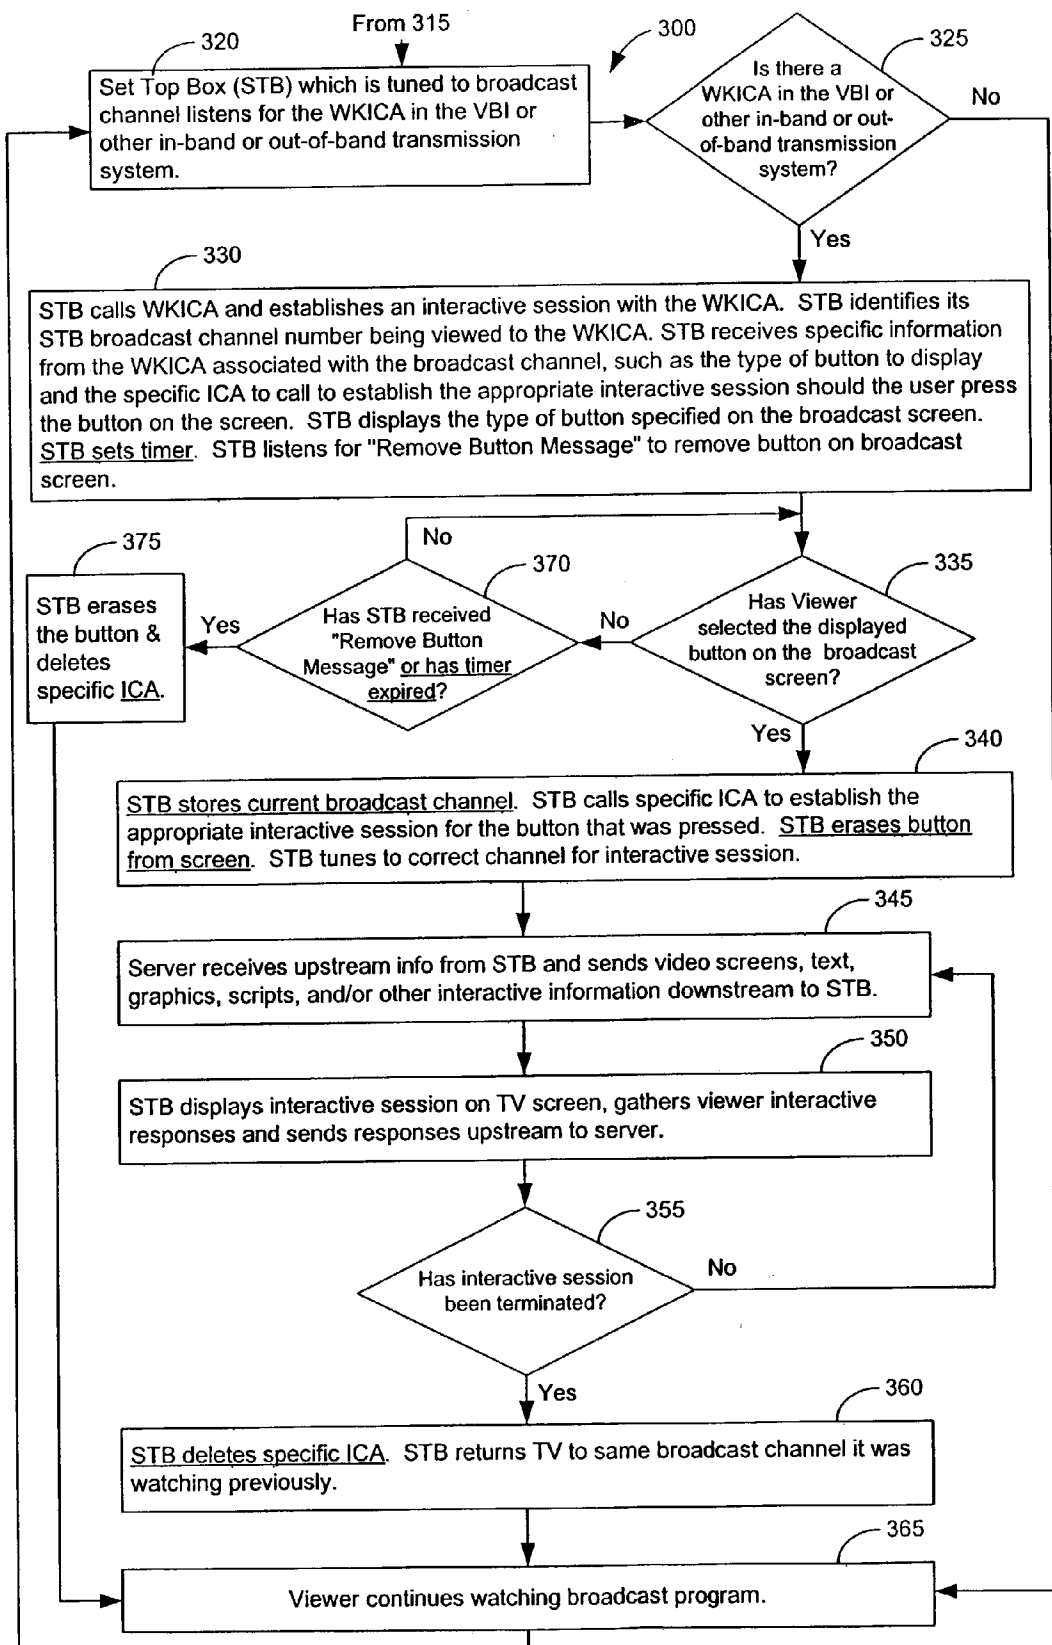 From 315
320
300
325
Set Top Box (STB) which is tuned to broadcast
channel listens for the WKICA in the VBI or
other in-band or out-of-band transmission
system.
Is there a
WKICA in the VBI or
other in-band or out-
of-band transmission
system?
No
Yes
330
STB calls WKICA and establishes an interactive session with the WKICA. STB identifies its
STB broadcast channel number being viewed to the WKICA. STB receives specific information
from the WKICA associated with the broadcast channel, such as the type of button to display
and the specific ICA to call to establish the appropriate interactive session should the user press
the button on the screen. STB displays the type of button specified on the broadcast screen.
STB sets timer. STB listens for "Remove Button Message" to remove button on broadcast
screen.
375
No
370
335
STB erases
the button &
deletes
specific ICA.
Yes
Has STB received
"Remove Button
Message" or has timer
expired?
No
Has Viewer
selected the displayed
button on the broadcast
screen?
Yes
340
STB stores current broadcast channel. STB calls specific ICA to establish the
appropriate interactive session for the button that was pressed. STB erases button
from screen. STB tunes to correct channel for interactive session.
345
Server receives upstream info from STB and sends video screens, text,
graphics, scripts, and/or other interactive information downstream to STB.
350
STB displays interactive session on TV screen, gathers viewer interactive
responses and sends responses upstream to server.
355
Has interactive session
been terminated?
No
Yes
360
STB deletes specific ICA. STB returns TV to same broadcast channel it was
watching previously.
365
Viewer continues watching broadcast program.